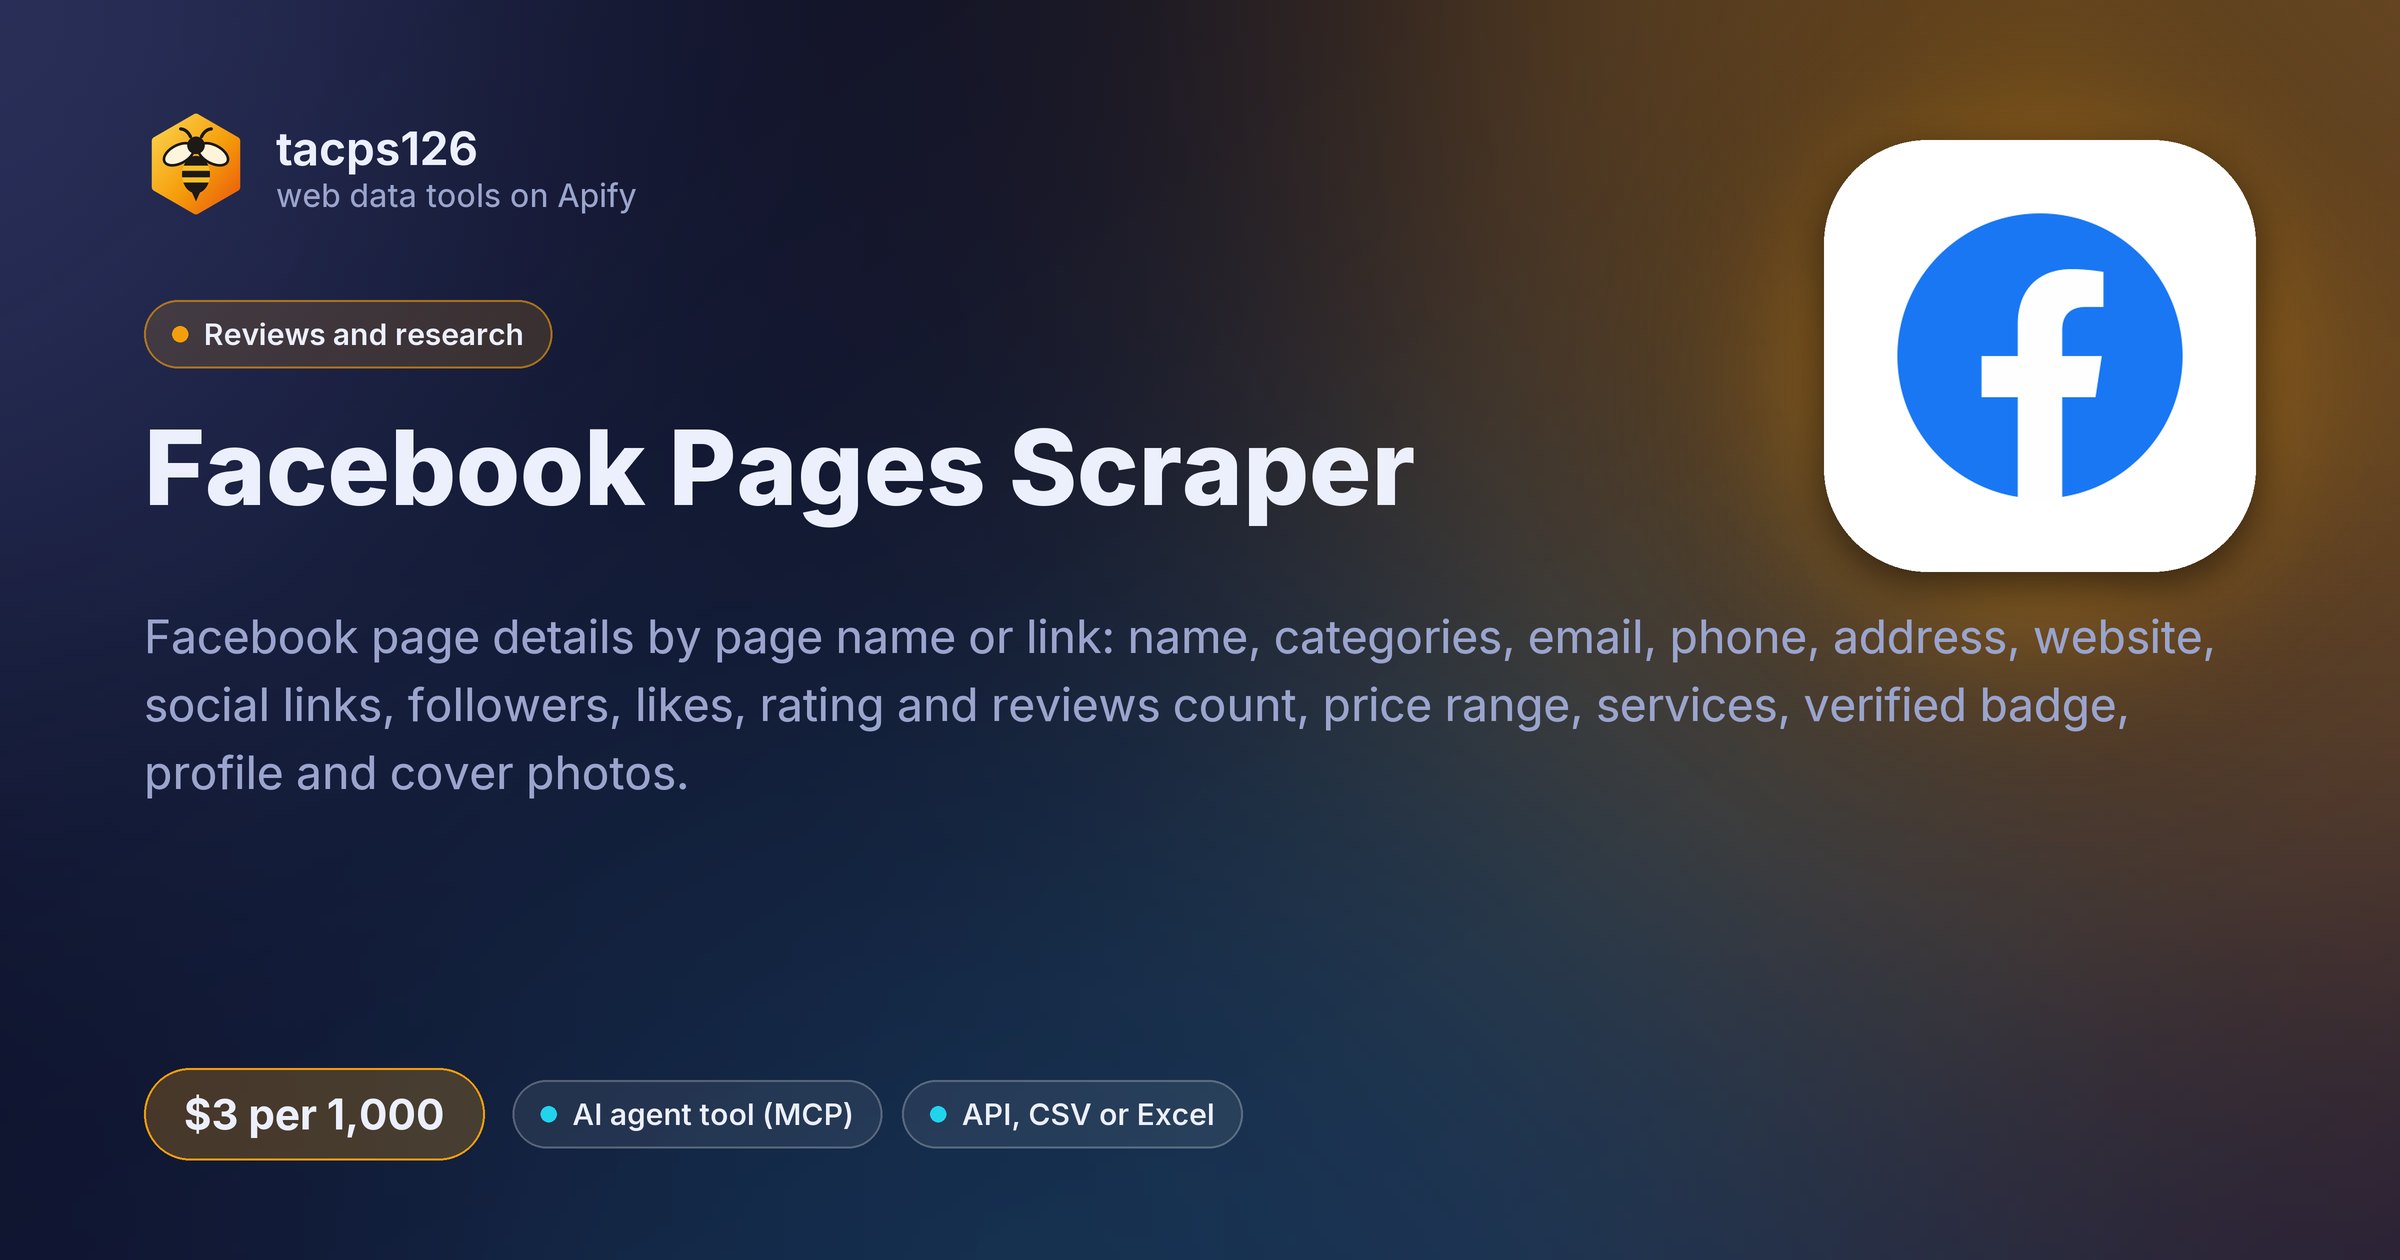 tacps126
web data tools on Apify
Reviews and research
Facebook Pages Scraper
Facebook page details by page name or link: name, categories, email, phone, address, website,
social links, followers, likes, rating and reviews count, price range, services, verified badge,
profile and cover photos.
$3 per 1,000
AI agent tool (MCP)
API, CSV or Excel